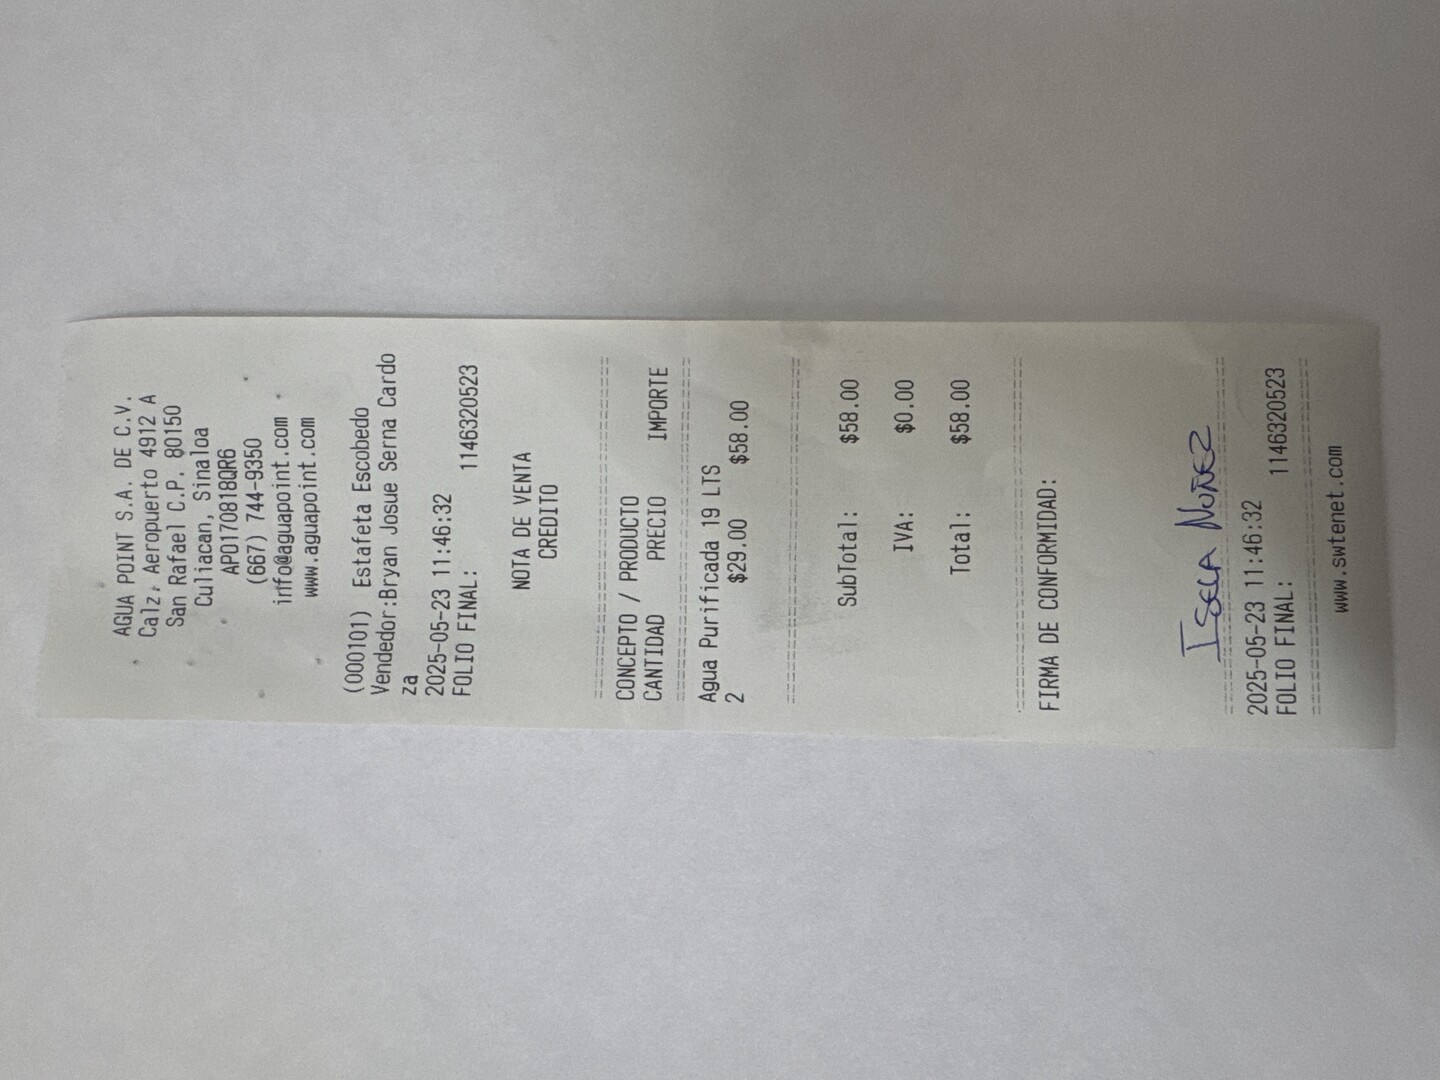 AGUA POINT S.A. DE C.V.
Calz. Aeropuerto 4912 A
San Rafael C.P. 80150
Culiacan, Sinaloa
APO170818QR6
(667) 744-9350
info@aguapoint.com
www.aguapoint.com
(000101) Estafeta Escobedo
Vendedor:Bryan Josue Serna Cardo
za
2025-05-23 11:46:32
FOLIO FINAL: 1146320523
NOTA DE VENTA
CREDITO
CONCEPTO / PRODUCTO
CANTIDAD PRECIO IMPORTE
Agua Purificada 19 LTS
2 $29.00 $58.00
SubTotal: $58.00
IVA: $0.00
Total: $58.00
FIRMA DE CONFORMIDAD:
ISELA NUÑEZ
2025-05-23 11:46:32
FOLIO FINAL: 1146320523
www.swtenet.com